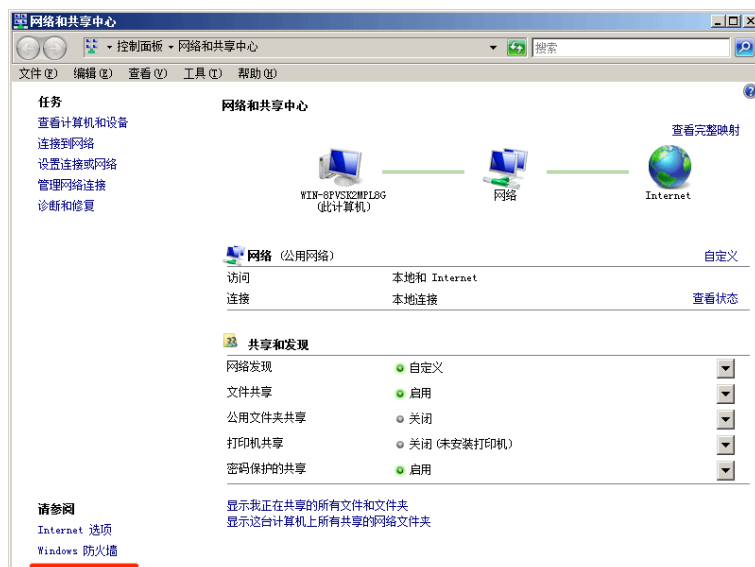 网络和共享中心
控制面板 网络和共享中心 搜索
文件(F) 编辑(E) 查看(V) 工具(T) 帮助(H)
任务
查看计算机和设备
连接到网络
设置连接或网络
管理网络连接
诊断和修复
网络和共享中心
查看完整映射
WIN-8PVSK2MPL8G
(此计算机)
网络
Internet
网络 (公用网络) 自定义
访问 本地和 Internet
连接 本地连接 查看状态
共享和发现
网络发现 自定义
文件共享 启用
公用文件夹共享 关闭
打印机共享 关闭 (未安装打印机)
密码保护的共享 启用
显示我正在共享的所有文件和文件夹
显示这台计算机上所有共享的网络文件夹
请参阅
Internet 选项
Windows 防火墙